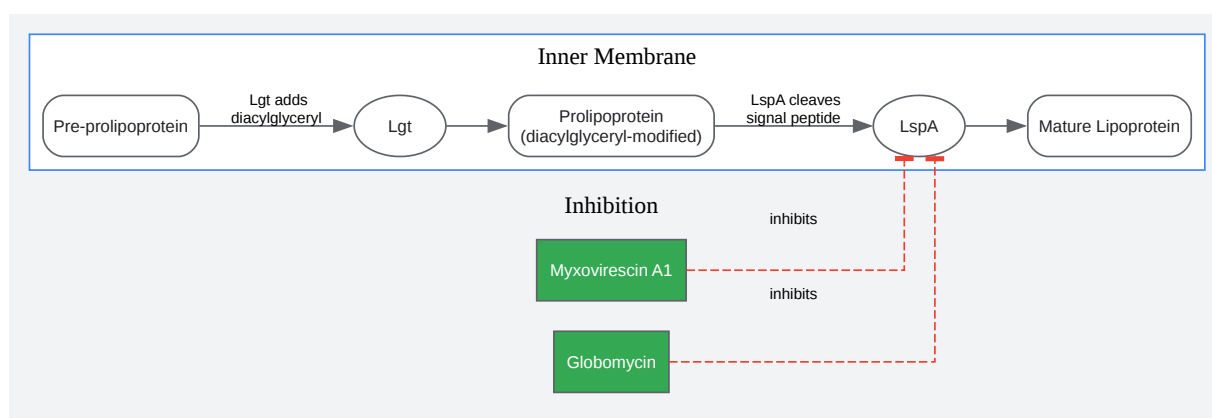 Inner Membrane
Pre-prolipoprotein
Lgt adds
diacylglyceryl
Lgt
Prolipoprotein
(diacylglyceryl-modified)
LspA cleaves
signal peptide
LspA
Mature Lipoprotein
Inhibition
inhibits
Myxovirescin A1
inhibits
Globomycin